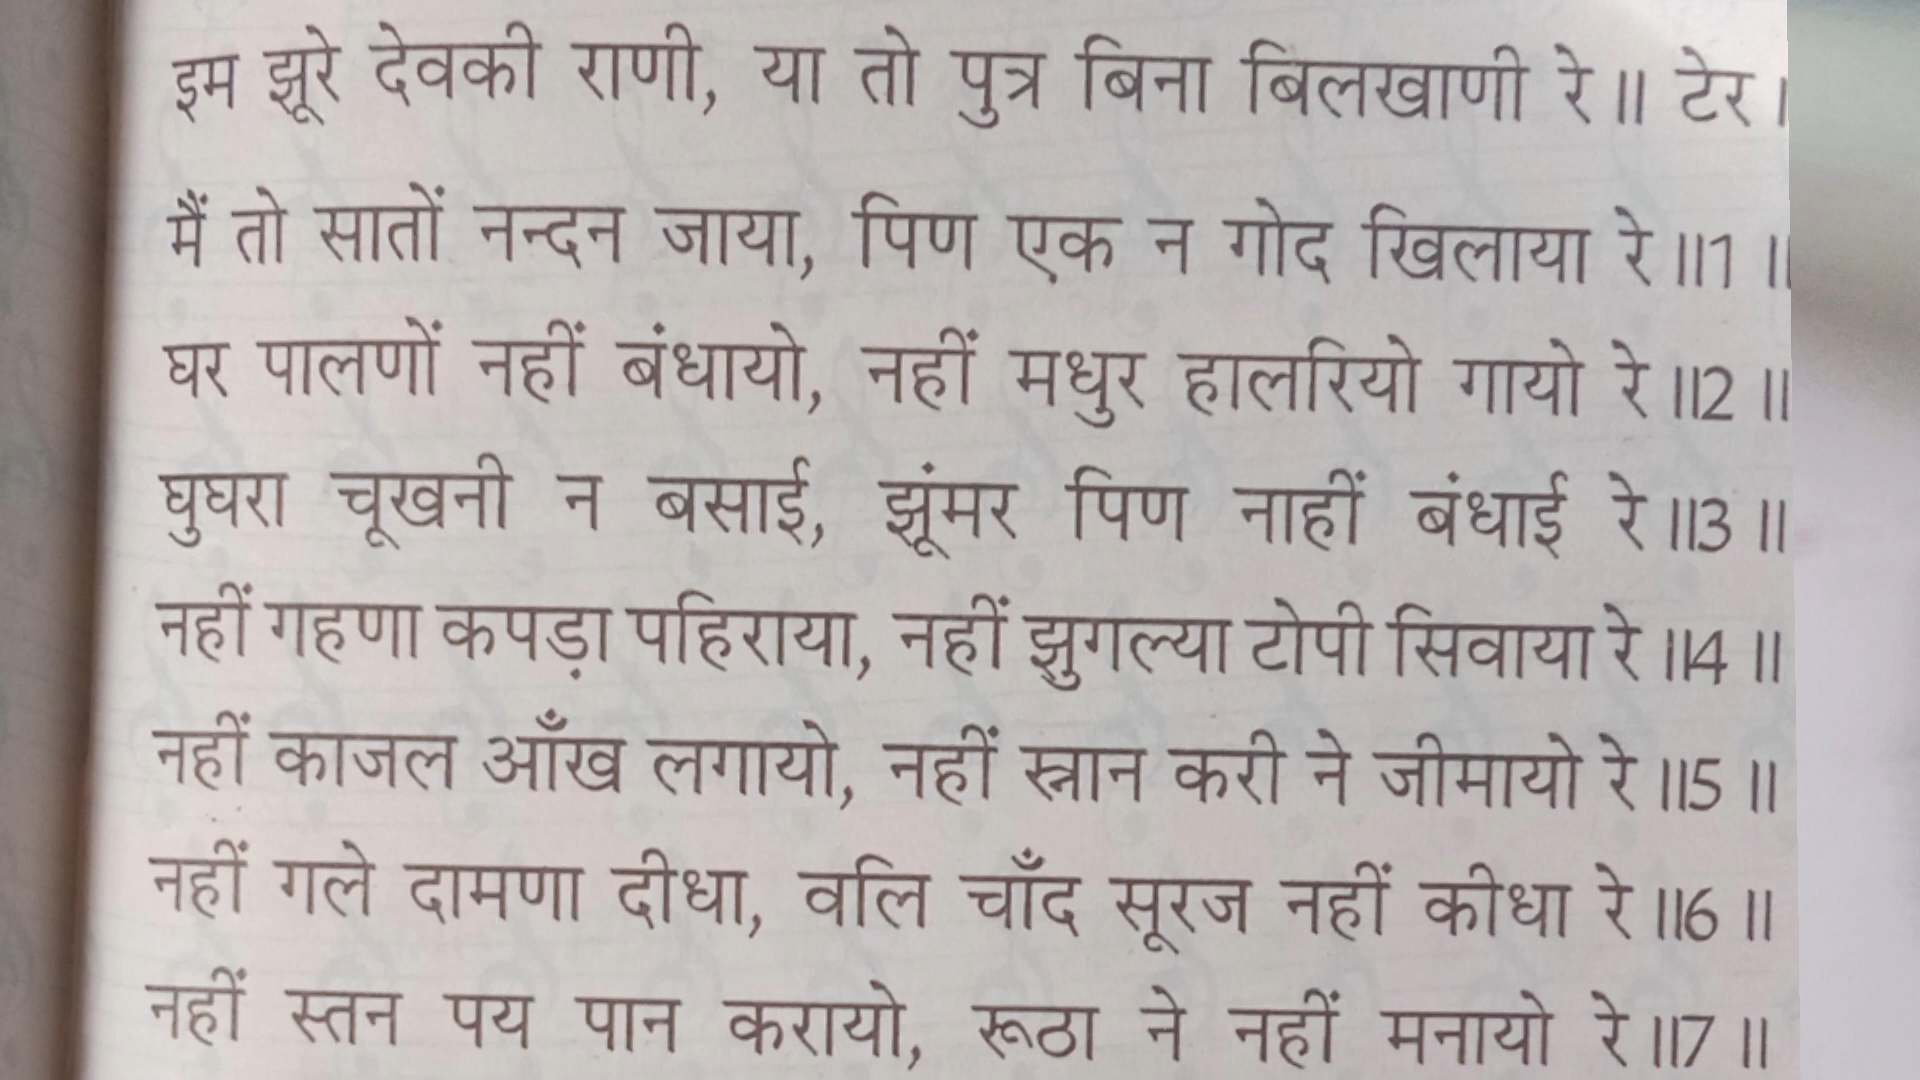 इम झूरे देवकी राणी, या तो पुत्र बिना बिलखाणी रे॥ टेर।
मैं तो सातों नन्दन जाया, पिण एक न गोद खिलाया रे॥1॥
घर पालणों नहीं बंधायो, नहीं मधुर हालरियो गायो रे॥2॥
घुघरा चूखनी न बसाई, झूंमर पिण नाहीं बंधाई रे॥3॥
नहीं गहणा कपड़ा पहिराया, नहीं झुगल्या टोपी सिवाया रे॥4॥
नहीं काजल आँख लगायो, नहीं स्नान करी ने जीमायो रे॥5॥
नहीं गले दामणा दीधा, वलि चाँद सूरज नहीं कीधा रे॥6॥
नहीं स्तन पय पान करायो, रूठा ने नहीं मनायो रे॥7॥